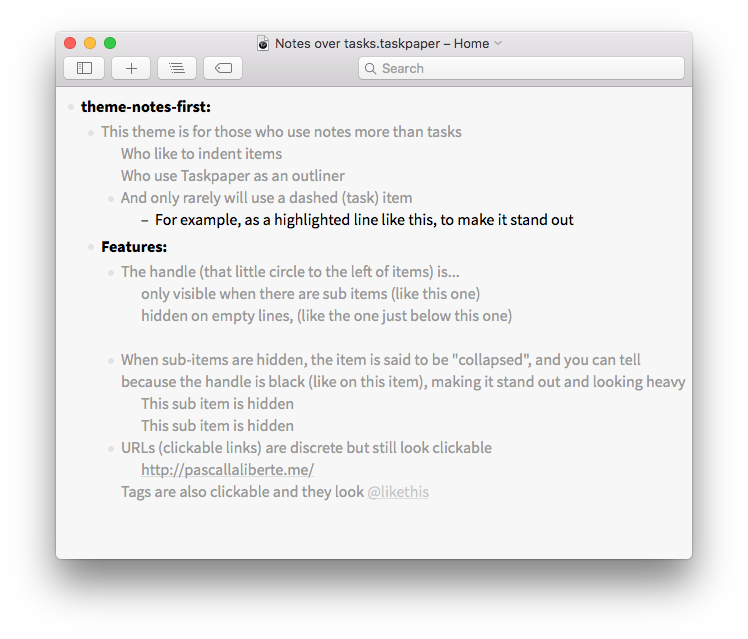 Notes over tasks.taskpaper – Home
Search
theme-notes-first:
This theme is for those who use notes more than tasks
Who like to indent items
Who use Taskpaper as an outliner
And only rarely will use a dashed (task) item
– For example, as a highlighted line like this, to make it stand out
Features:
The handle (that little circle to the left of items) is...
only visible when there are sub items (like this one)
hidden on empty lines, (like the one just below this one)
When sub-items are hidden, the item is said to be "collapsed", and you can tell
because the handle is black (like on this item), making it stand out and looking heavy
This sub item is hidden
This sub item is hidden
URLs (clickable links) are discrete but still look clickable
http://pascallaliberte.me/
Tags are also clickable and they look @likethis